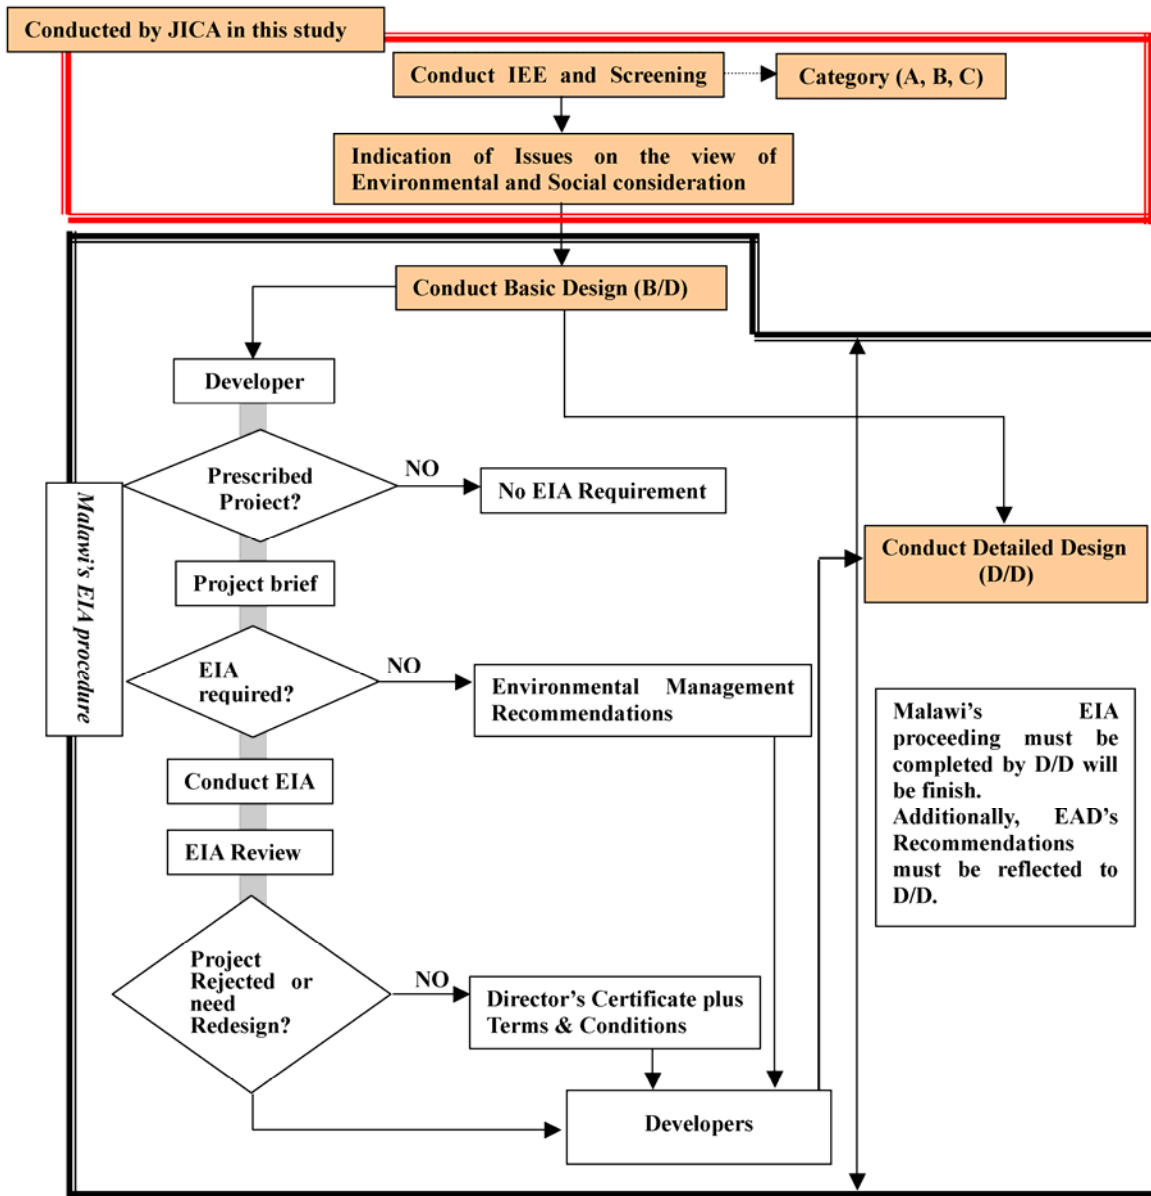 Conducted by JICA in this study
Conduct IEE and Screening
Category (A, B, C)
Indication of Issues on the view of
Environmental and Social consideration
Conduct Basic Design (B/D)
Developer
Prescribed
Proiect?
NO
No EIA Requirement
Malawi's EIA procedure
Conduct Detailed Design
(D/D)
Project brief
EIA
required?
NO
Environmental Management
Recommendations
Malawi's EIA
proceeding must be
completed by D/D will
be finish.
Additionally, EAD's
Recommendations
must be reflected to
D/D.
Conduct EIA
EIA Review
Project
Rejected or
need
Redesign?
NO
Director's Certificate plus
Terms & Conditions
Developers